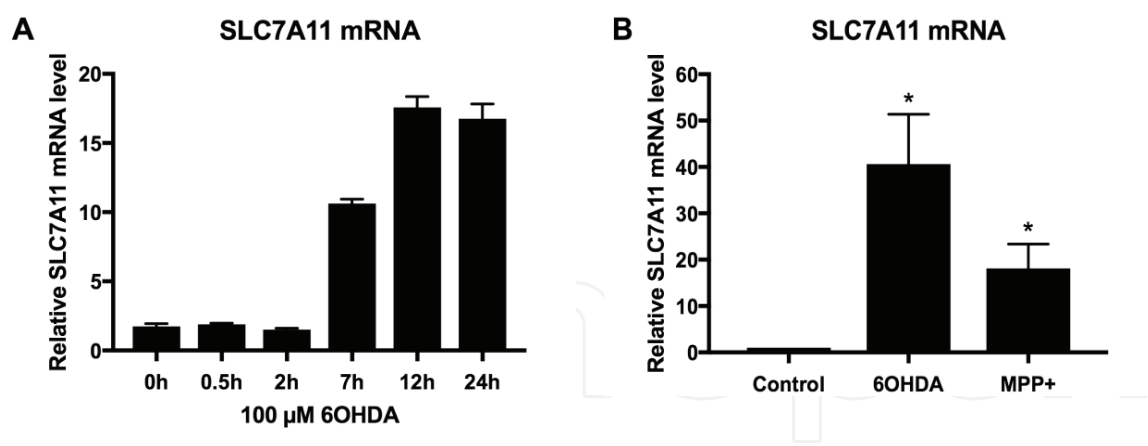 A
SLC7A11 mRNA
Relative SLC7A11 mRNA level
20
15
10
5
0
0h 0.5h 2h 7h 12h 24h
100 µM 6OHDA
B
SLC7A11 mRNA
Relative SLC7A11 mRNA level
60
50
40
30
20
10
0
*
*
Control 6OHDA MPP+